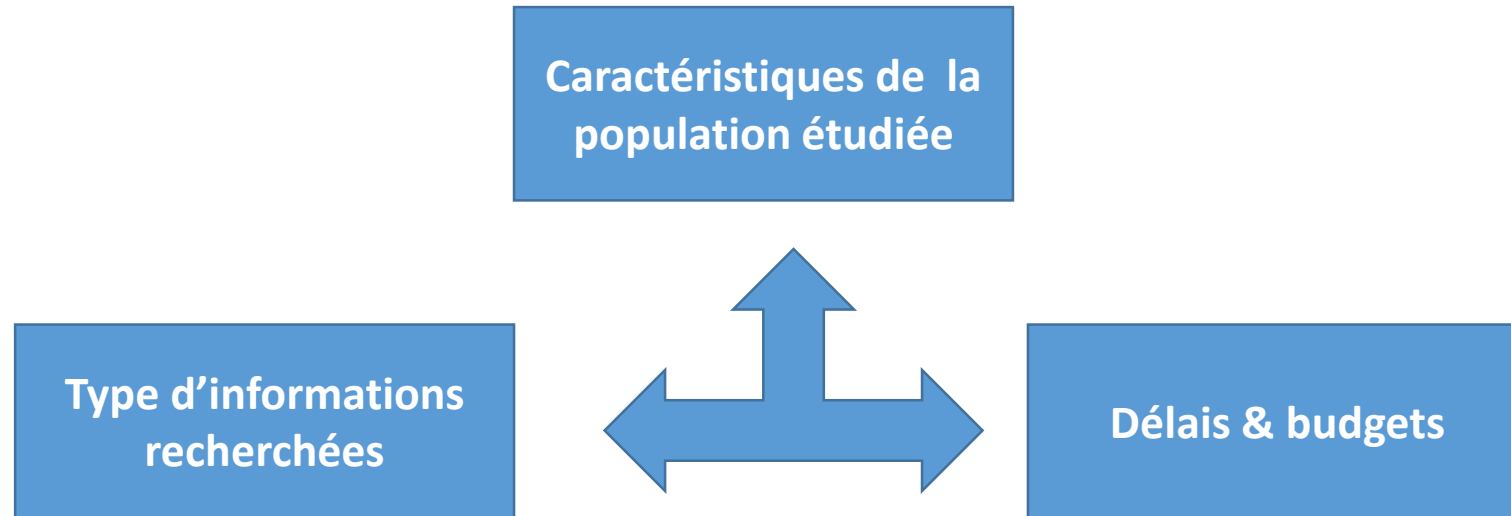 Caractéristiques de la
population étudiée
Type d’informations
recherchées
Délais & budgets